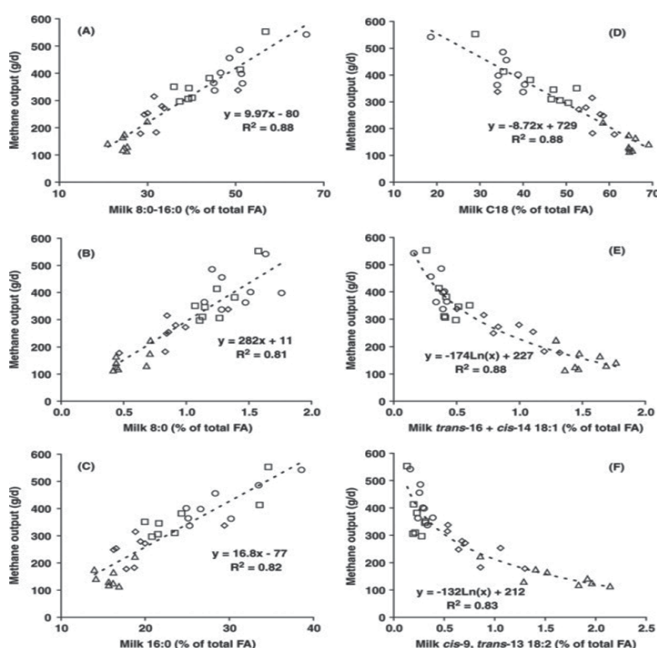 (A)
Methane output (g/d)
600
500
400
300
200
100
0
y = 9.97x - 80
R² = 0.88
10 30 50 70
Milk 8:0-16:0 (% of total FA)
(D)
Methane output (g/d)
600
500
400
300
200
100
0
y = -8.72x + 729
R² = 0.88
10 20 30 40 50 60 70
Milk C18 (% of total FA)
(B)
Methane output (g/d)
600
500
400
300
200
100
0
y = 282x + 11
R² = 0.81
0.0 0.5 1.0 1.5 2.0
Milk 8:0 (% of total FA)
(E)
Methane output (g/d)
600
500
400
300
200
100
0
y = -174Ln(x) + 227
R² = 0.88
0.0 0.5 1.0 1.5 2.0
Milk trans-16 + cis-14 18:1 (% of total FA)
(C)
Methane output (g/d)
600
500
400
300
200
100
0
y = 16.8x - 77
R² = 0.82
10 20 30 40
Milk 16:0 (% of total FA)
(F)
Methane output (g/d)
600
500
400
300
200
100
0
y = -132Ln(x) + 212
R² = 0.83
0.0 0.5 1.0 1.5 2.0 2.5
Milk cis-9, trans-13 18:2 (% of total FA)